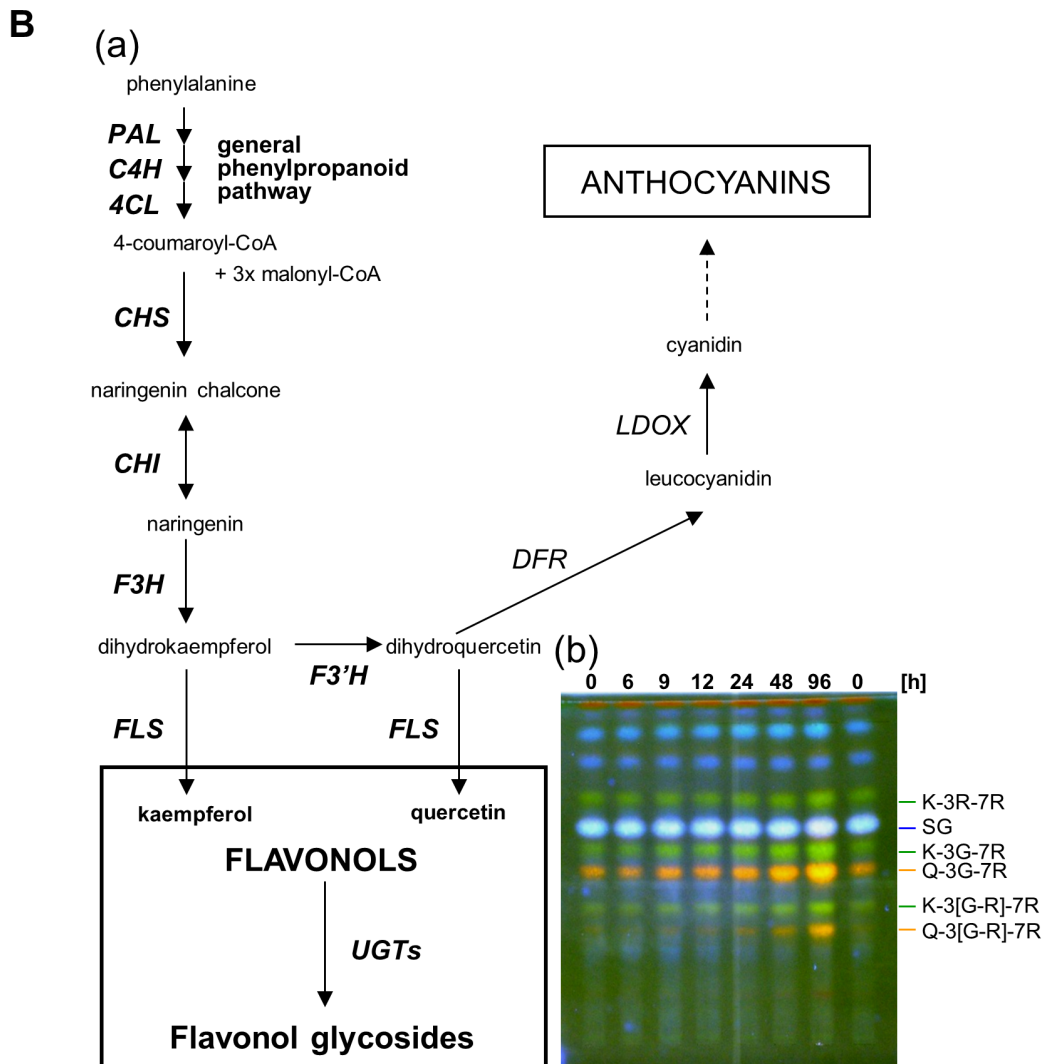 B
(a)
phenylalanine
PAL
C4H
4CL
general
phenylpropanoid
pathway
4-coumaroyl-CoA
+ 3x malonyl-CoA
CHS
naringenin chalcone
CHI
naringenin
F3H
dihydrokaempferol
F3'H
dihydroquercetin
DFR
leucocyanidin
LDOX
cyanidin
ANTHOCYANINS
FLS
FLS
kaempferol
quercetin
FLAVONOLS
UGTs
Flavonol glycosides
(b)
0 6 9 12 24 48 96 0 [h]
K-3R-7R
SG
K-3G-7R
Q-3G-7R
K-3[G-R]-7R
Q-3[G-R]-7R